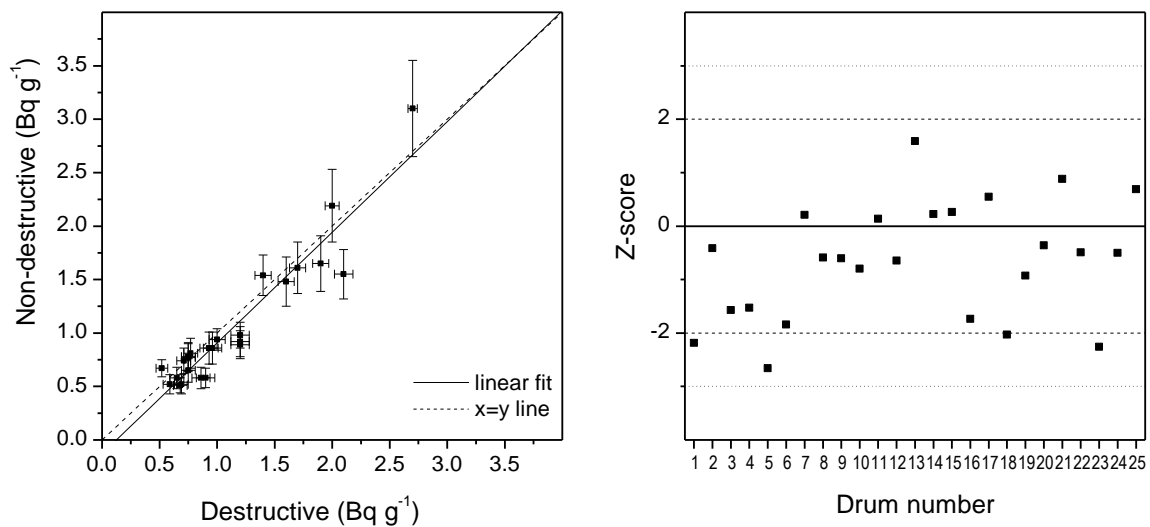 Non-destructive (Bq g⁻¹)
3.5
3.0
2.5
2.0
1.5
1.0
0.5
0.0
linear fit
x=y line
0.0 0.5 1.0 1.5 2.0 2.5 3.0 3.5
Destructive (Bq g⁻¹)
Z-score
2
0
-2
1 2 3 4 5 6 7 8 9 10 11 12 13 14 15 16 17 18 19 20 21 22 23 24 25
Drum number